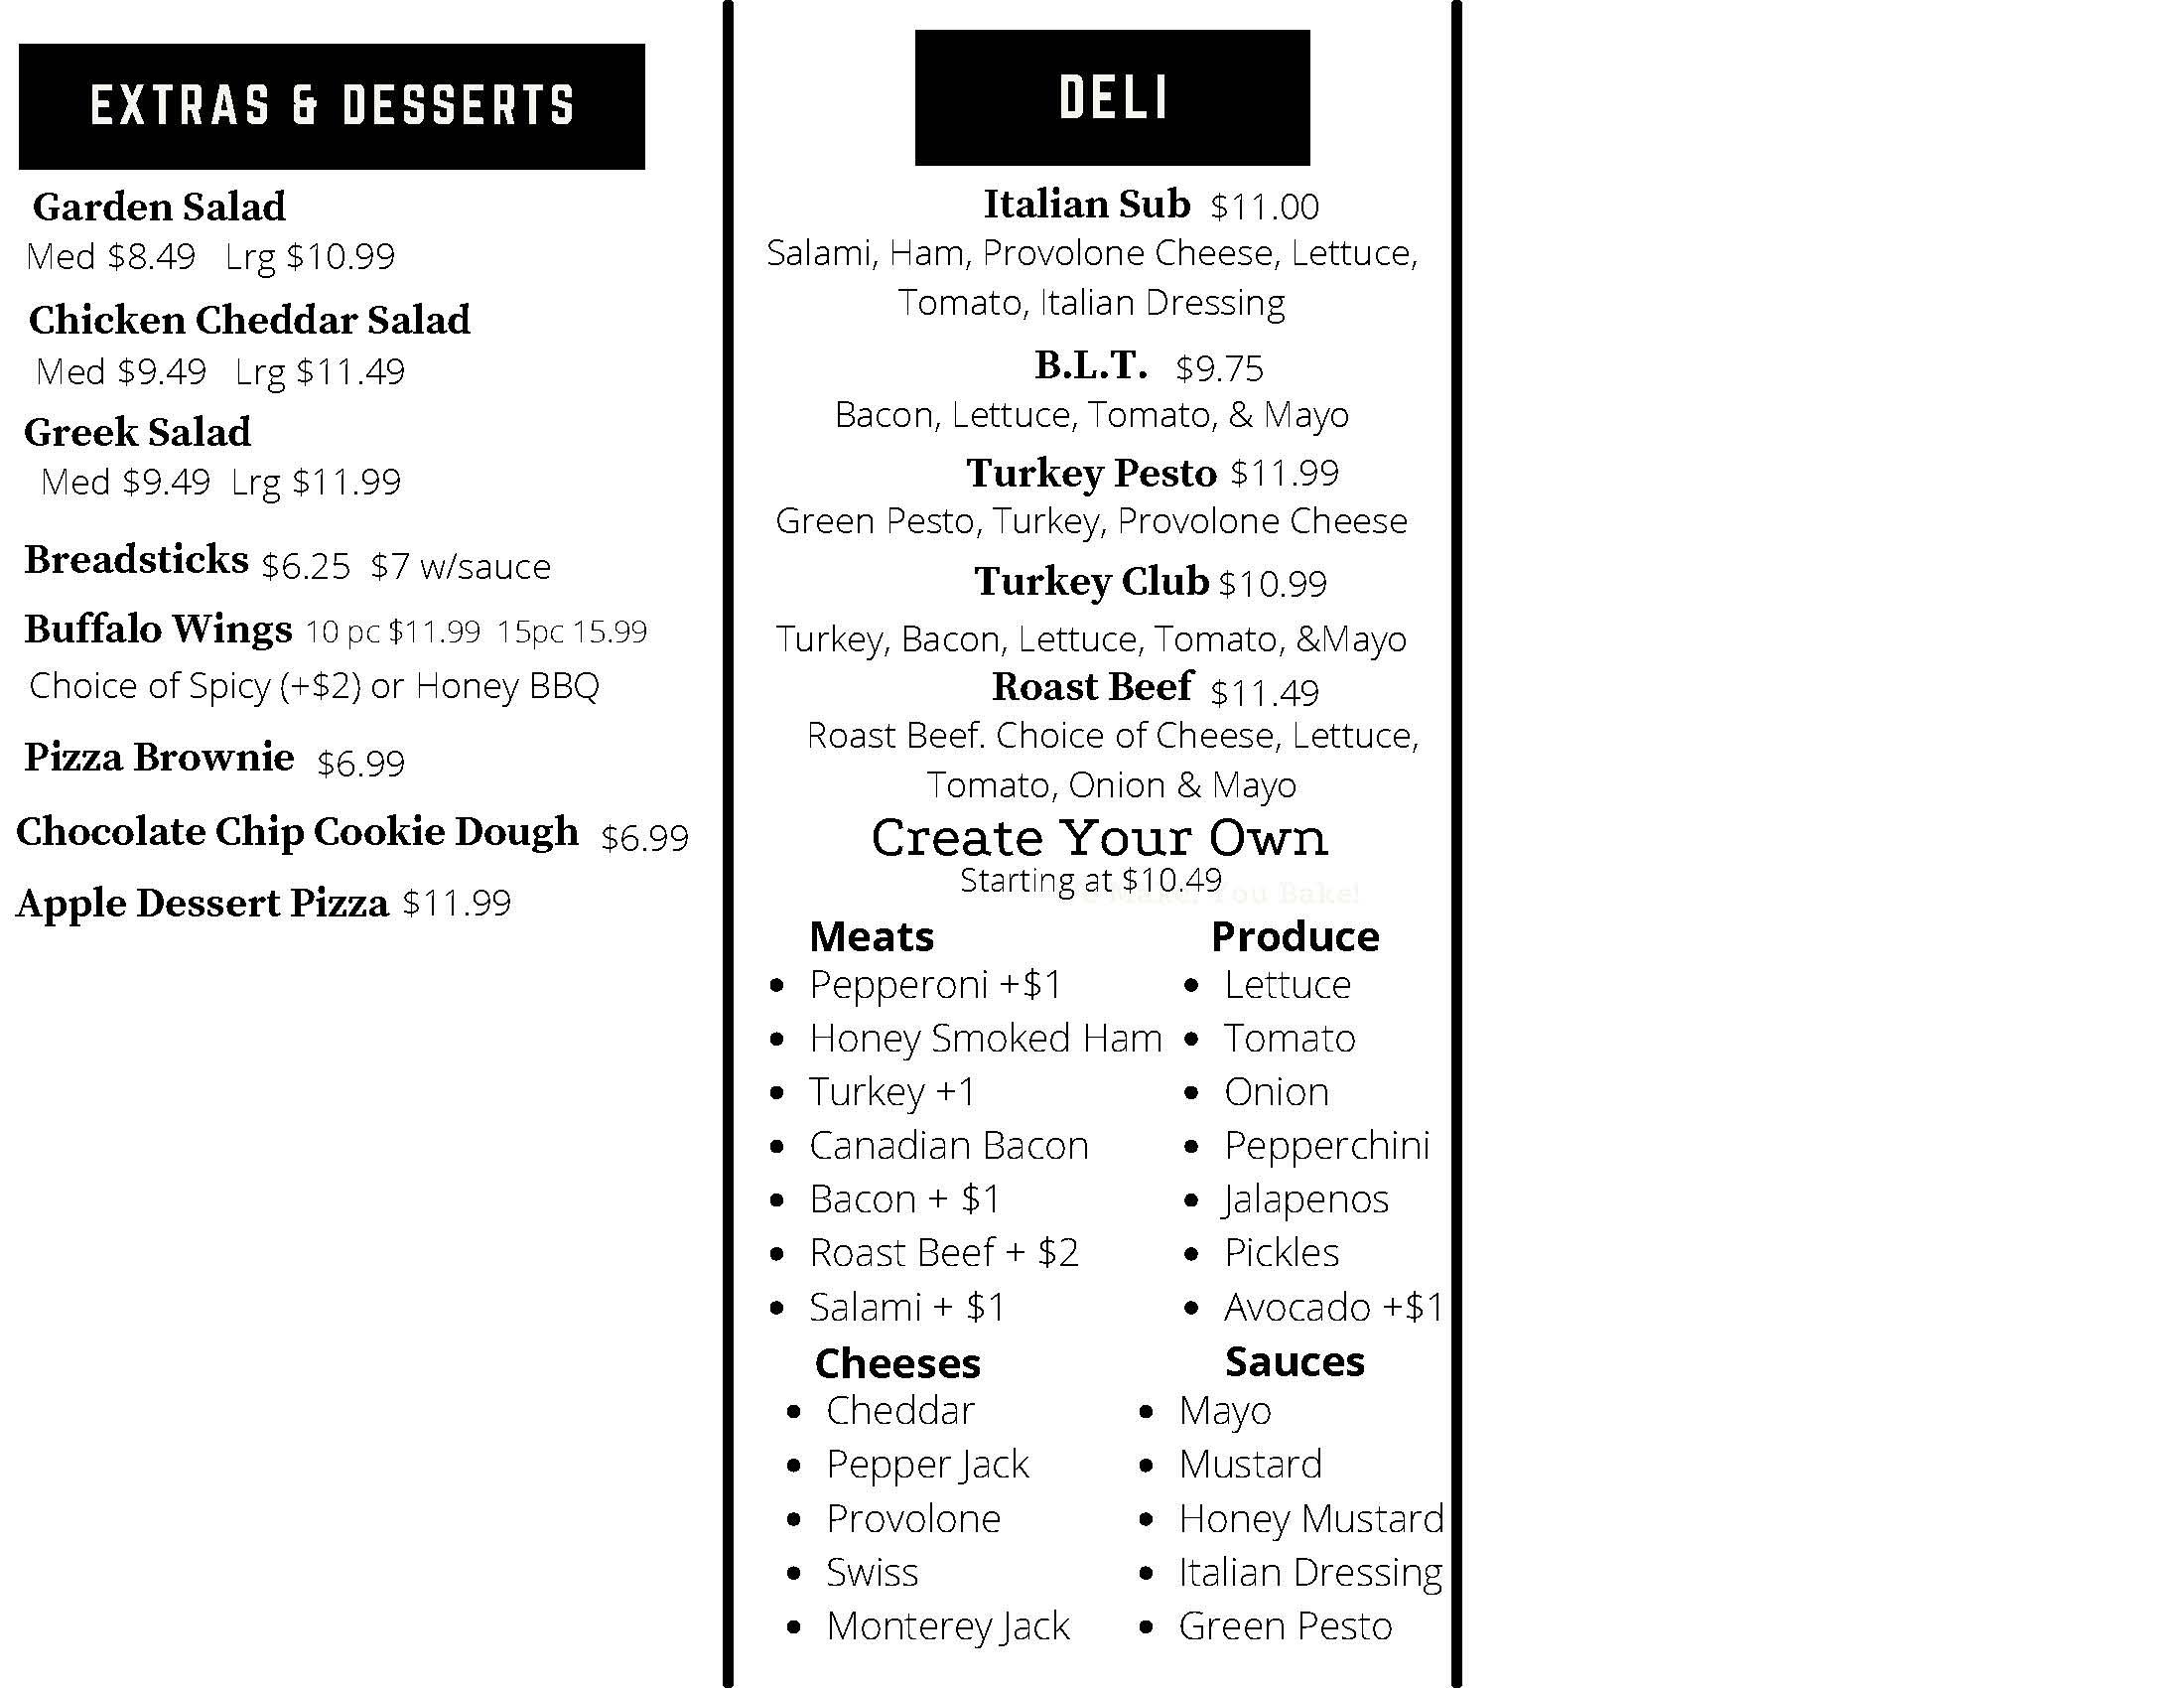 EXTRAS & DESSERTS
Garden Salad
Med $8.49 Lrg $10.99
Chicken Cheddar Salad
Med $9.49 Lrg $11.49
Greek Salad
Med $9.49 Lrg $11.99
Breadsticks $6.25 $7 w/sauce
Buffalo Wings 10 pc $11.99 15pc 15.99
Choice of Spicy (+$2) or Honey BBQ
Pizza Brownie $6.99
Chocolate Chip Cookie Dough $6.99
Apple Dessert Pizza $11.99
DELI
Italian Sub $11.00
Salami, Ham, Provolone Cheese, Lettuce,
Tomato, Italian Dressing
B.L.T. $9.75
Bacon, Lettuce, Tomato, & Mayo
Turkey Pesto $11.99
Green Pesto, Turkey, Provolone Cheese
Turkey Club $10.99
Turkey, Bacon, Lettuce, Tomato, &Mayo
Roast Beef $11.49
Roast Beef. Choice of Cheese, Lettuce,
Tomato, Onion & Mayo
Create Your Own
Starting at $10.49
You Bake!
Meats
• Pepperoni +$1
• Honey Smoked Ham
• Turkey +1
• Canadian Bacon
• Bacon + $1
• Roast Beef + $2
• Salami + $1
Produce
• Lettuce
• Tomato
• Onion
• Pepperchini
• Jalapenos
• Pickles
• Avocado +$1
Cheeses
• Cheddar
• Pepper Jack
• Provolone
• Swiss
• Monterey Jack
Sauces
• Mayo
• Mustard
• Honey Mustard
• Italian Dressing
• Green Pesto